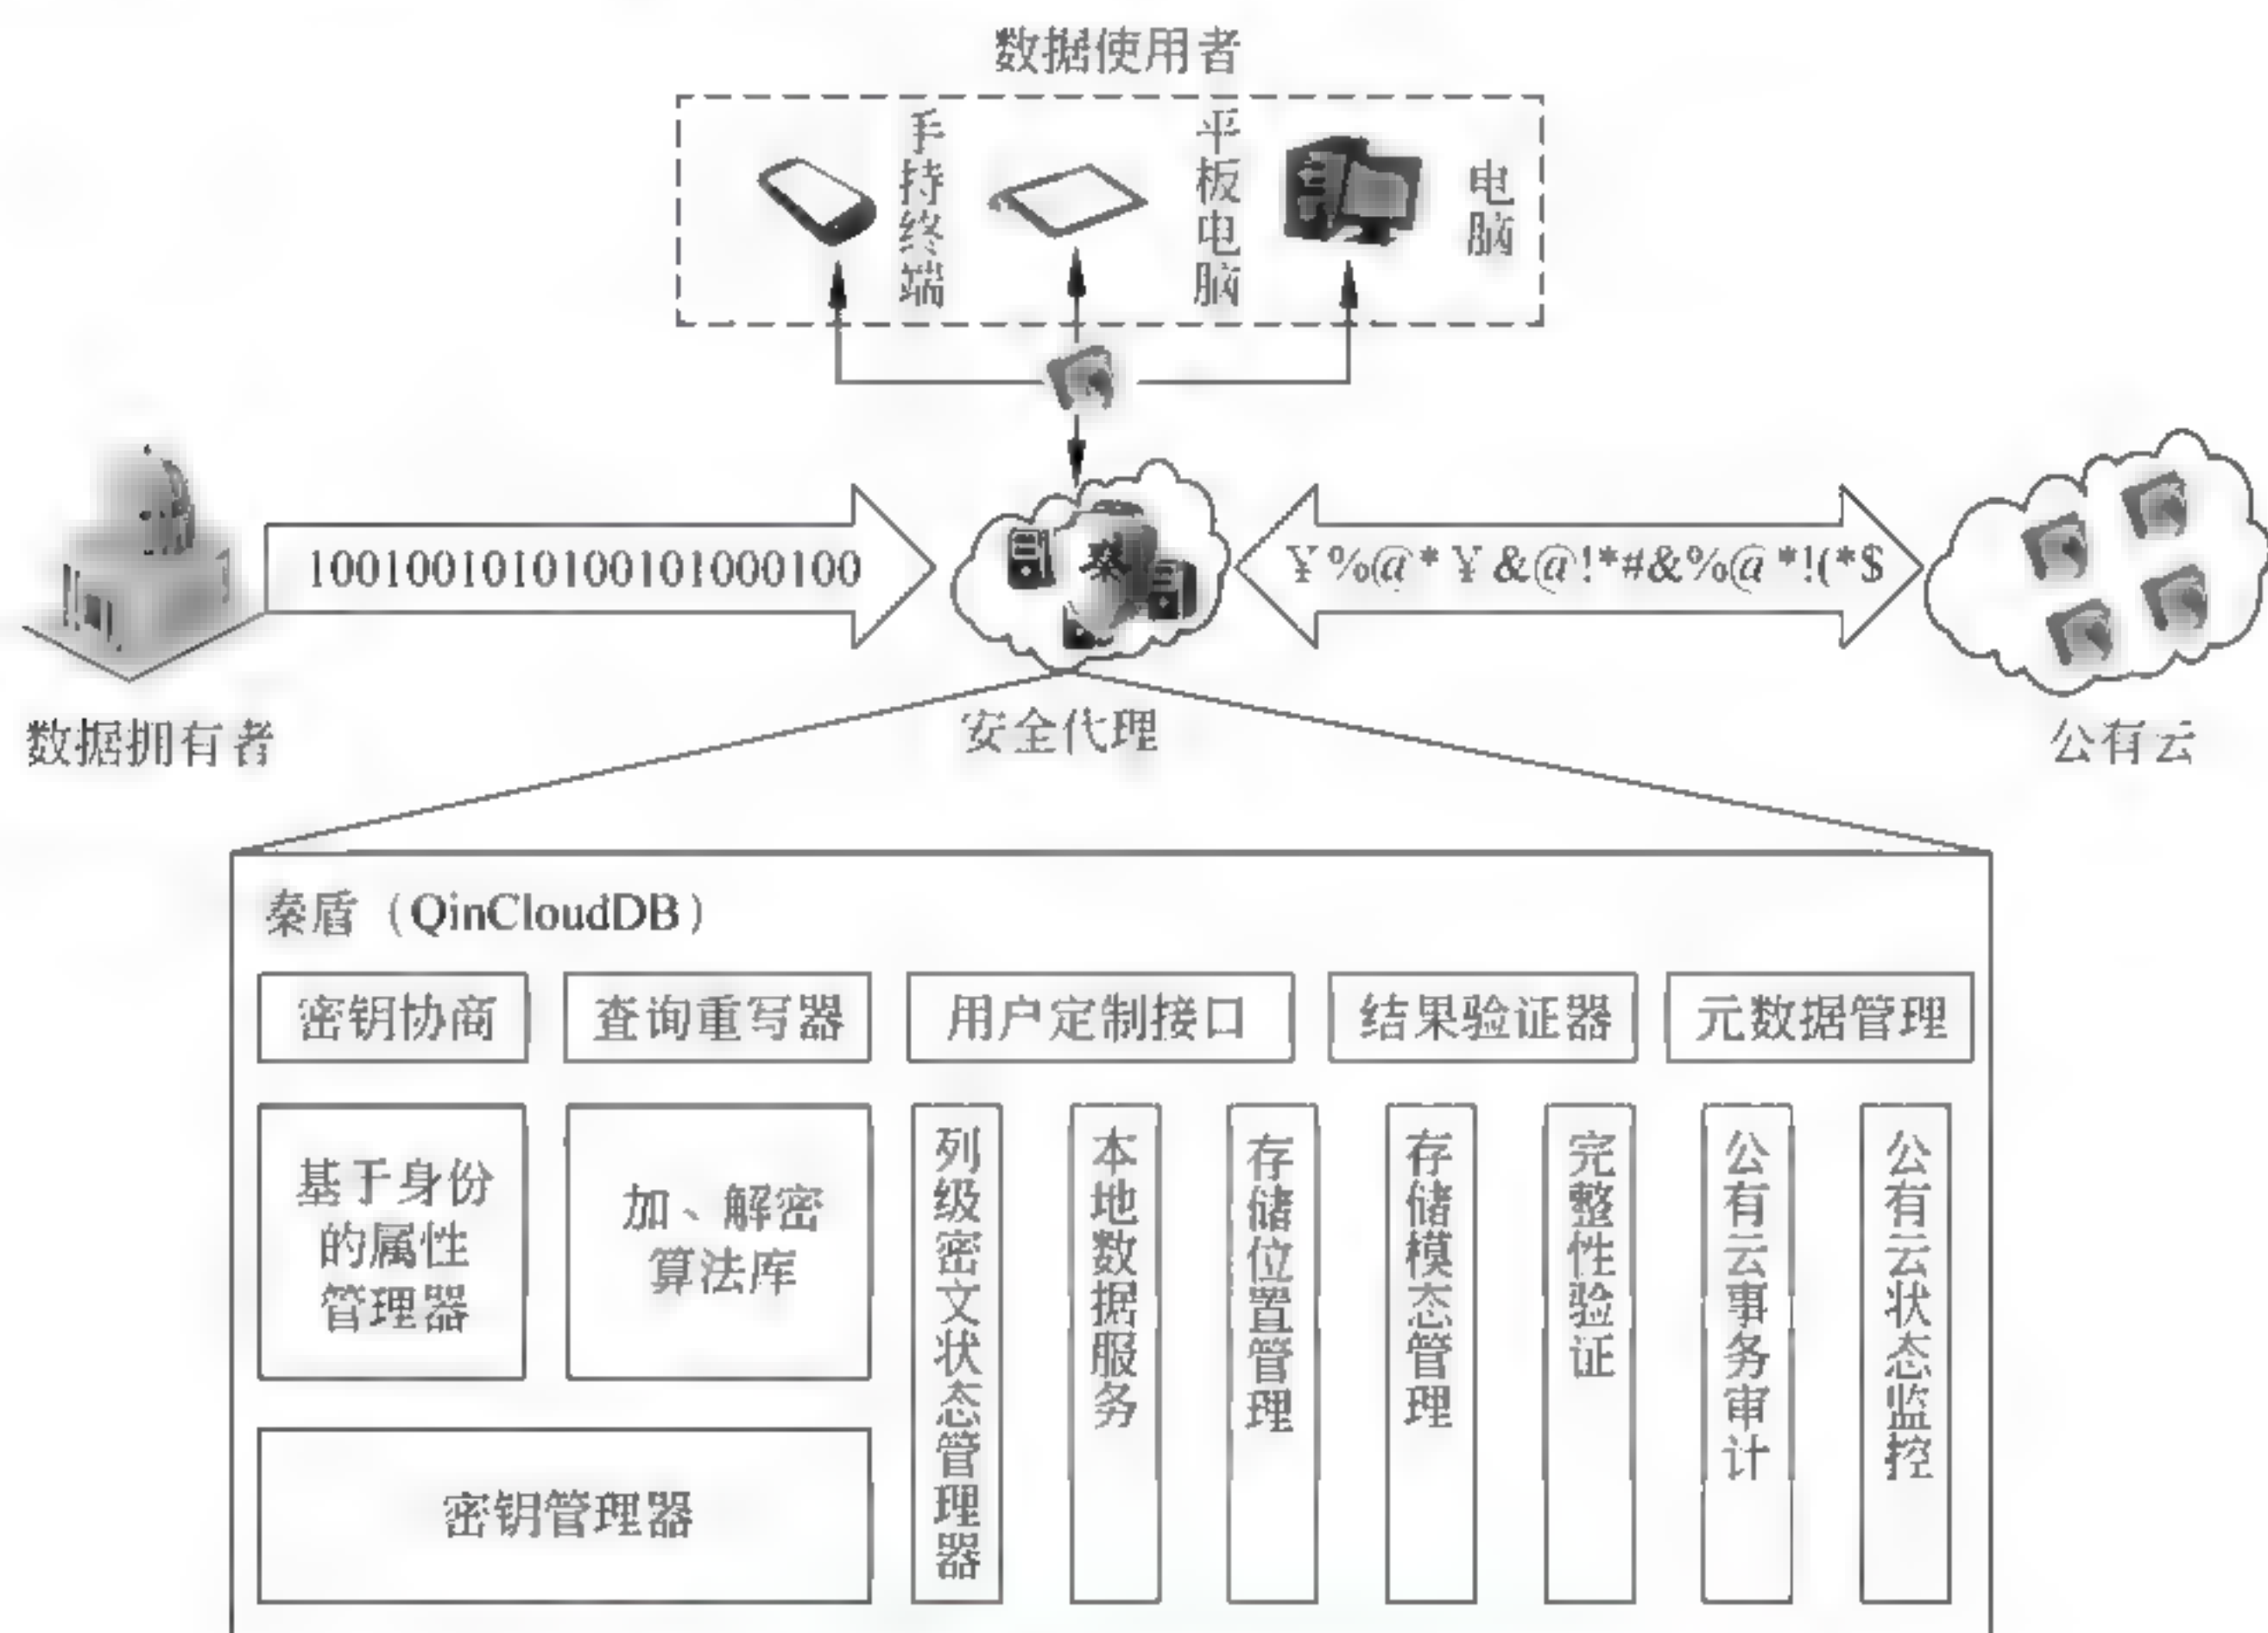 数据使用者
手持终端
平板电脑
电脑
1001001010100101000100
秦
¥%@*¥&@!*#&%@*!(*$
数据拥有者
安全代理
公有云
秦盾（QinCloudDB）
密钥协商
查询重写器
用户定制接口
结果验证器
元数据管理
基于身份
的属性
管理器
加、解密
算法库
密钥管理器
列级密文状态管理器
本地数据服务
存储位置管理
存储模态管理
完整性验证
公有云事务审计
公有云状态监控